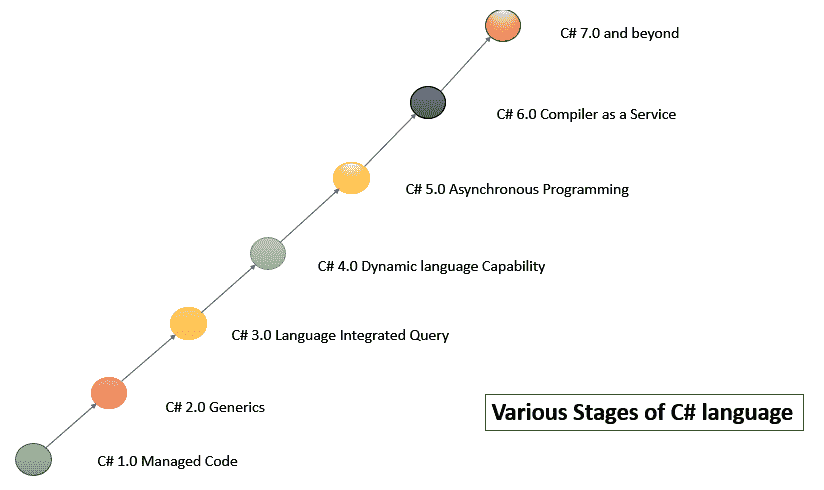 C# 7.0 and beyond
C# 6.0 Compiler as a Service
C# 5.0 Asynchronous Programming
C# 4.0 Dynamic language Capability
C# 3.0 Language Integrated Query
C# 2.0 Generics
Various Stages of C# language
C# 1.0 Managed Code